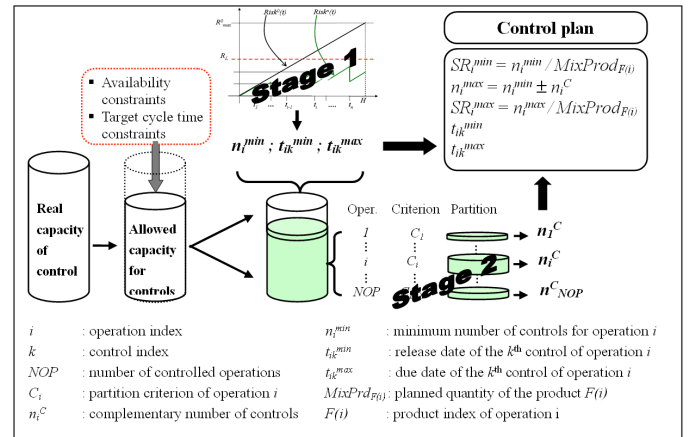 Risk⁰(t) Riskⁿ(t)
R⁰max
R_L
H
Stage 1
Control plan
SR_i^min = n_i^min / MixProd_F(i)
n_i^max = n_i^min ± n_i^C
SR_i^max = n_i^max / MixProd_F(i)
t_ik^min
t_ik^max
▪ Availability
constraints
▪ Target cycle time
constraints
n_i^min ; t_ik^min ; t_ik^max
Real
capacity
of
control
Allowed
capacity
for
controls
Oper. Criterion Partition
1 C_1 n_1^C
i C_i n_i^C
NOP n^C_NOP
Stage 2
i : operation index
k : control index
NOP : number of controlled operations
C_i : partition criterion of operation i
n_i^C : complementary number of controls
n_i^min : minimum number of controls for operation i
t_ik^min : release date of the k^th control of operation i
t_ik^max : due date of the k^th control of operation i
MixPrd_F(i) : planned quantity of the product F(i)
F(i) : product index of operation i